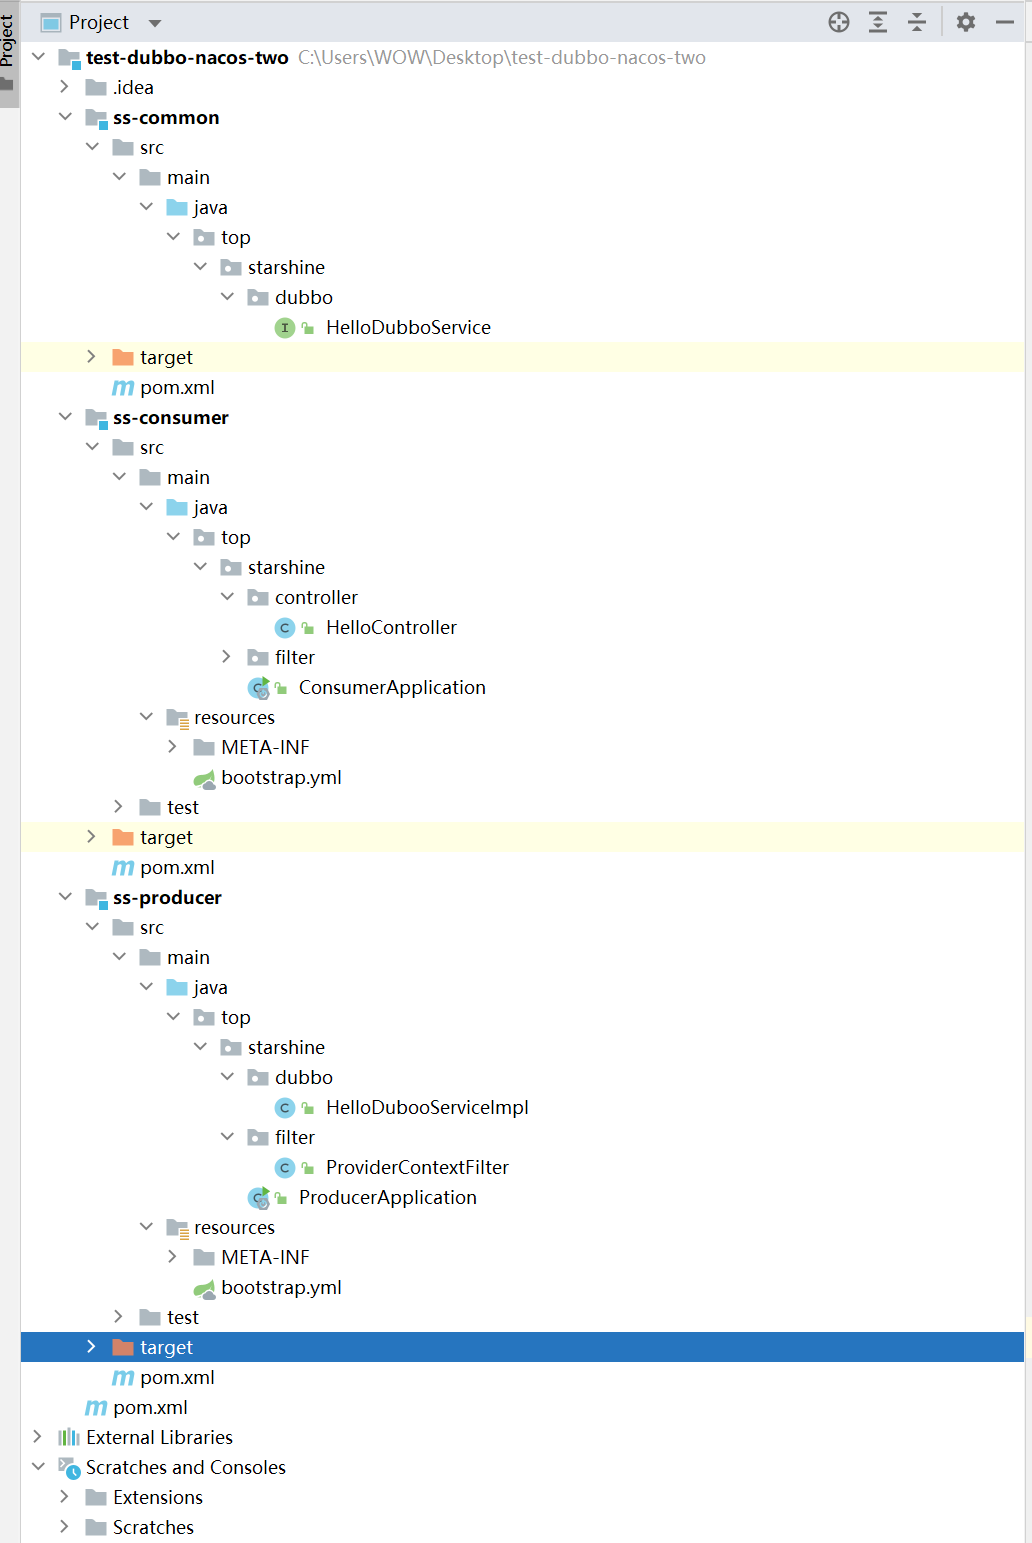 Project
Project
test-dubbo-nacos-two C:\Users\WOW\Desktop\test-dubbo-nacos-two
.idea
ss-common
src
main
java
top
starshine
dubbo
I HelloDubboService
target
m pom.xml
ss-consumer
src
main
java
top
starshine
controller
C HelloController
filter
C ConsumerApplication
resources
META-INF
bootstrap.yml
test
target
m pom.xml
ss-producer
src
main
java
top
starshine
dubbo
C HelloDubooServiceImpl
filter
C ProviderContextFilter
C ProducerApplication
resources
META-INF
bootstrap.yml
test
target
m pom.xml
m pom.xml
External Libraries
Scratches and Consoles
Extensions
Scratches